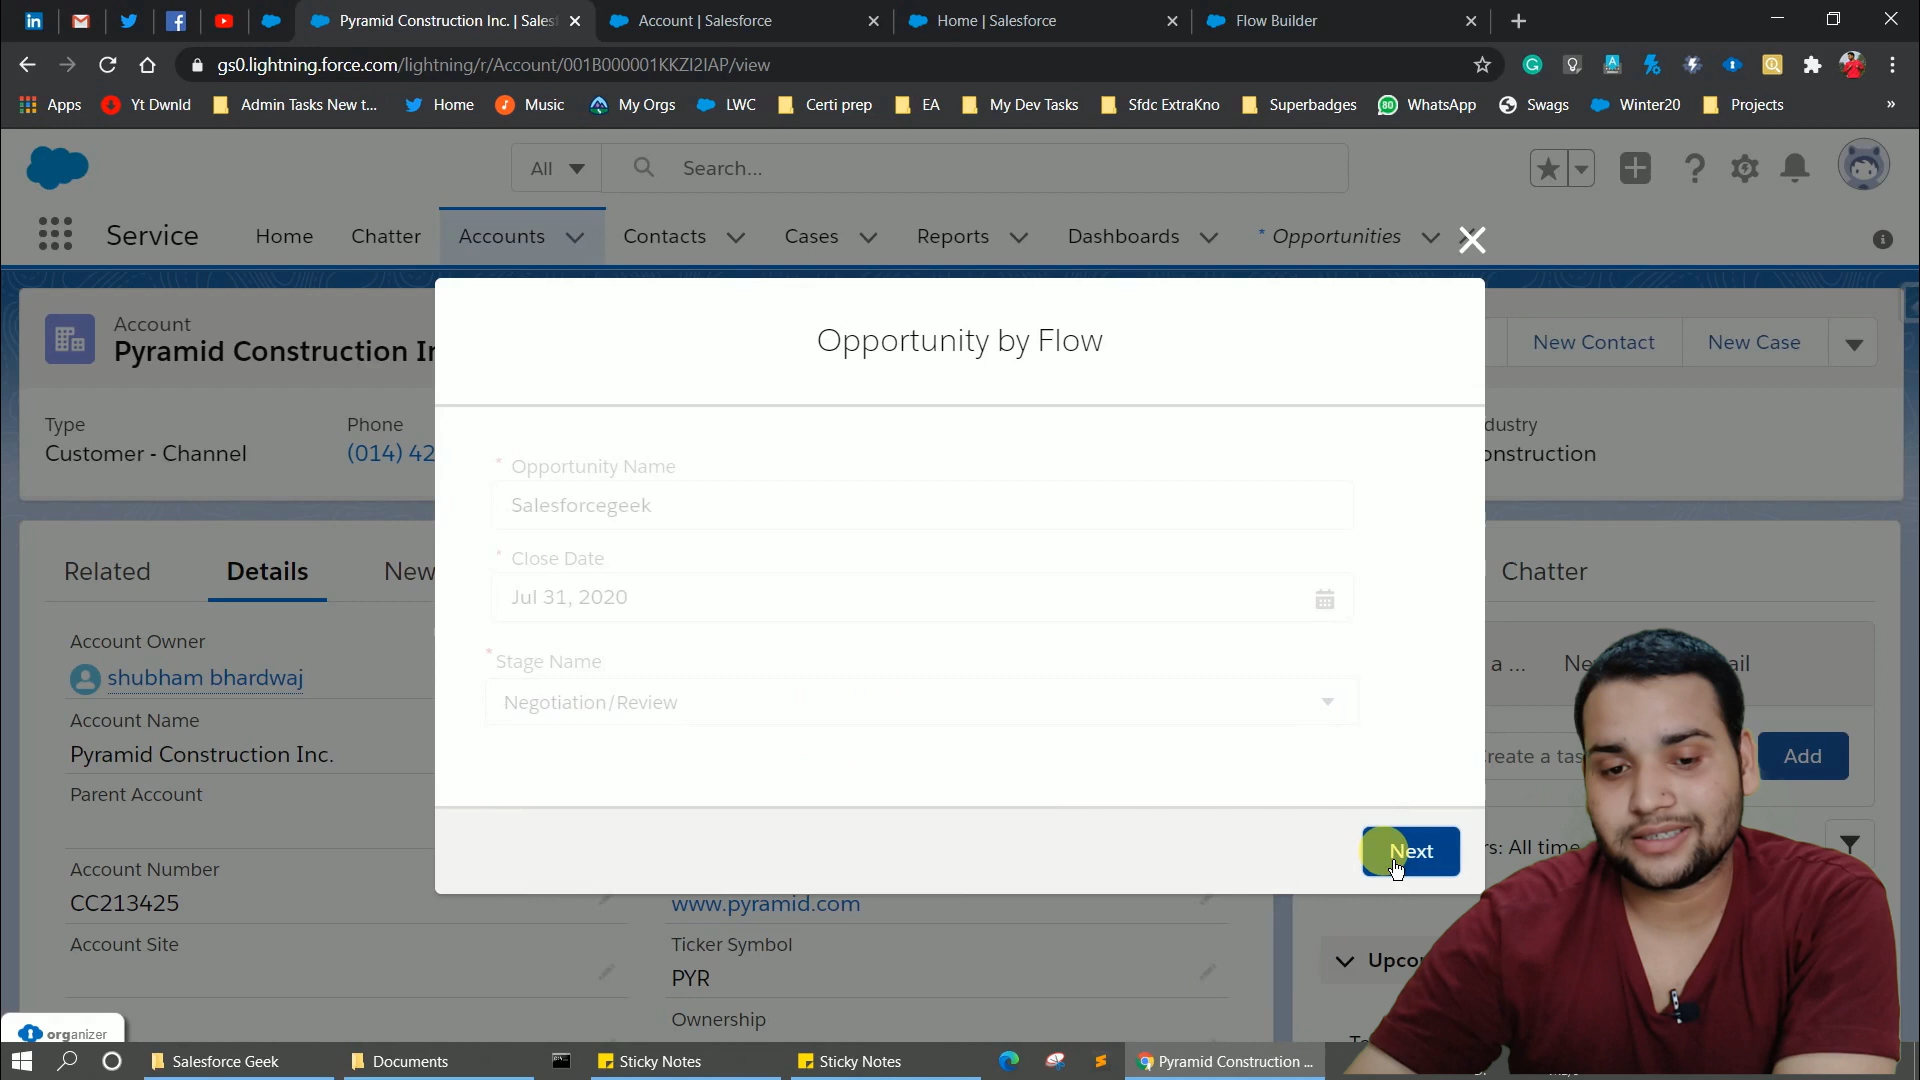 Pyramid Construction Inc. | Sales
Account | Salesforce
Home | Salesforce
Flow Builder
gs0.lightning.force.com/lightning/r/Account/001B000001KKZI2IAP/view
Apps
Yt Dwnld
Admin Tasks New t...
Home
Music
My Orgs
LWC
Certi prep
EA
My Dev Tasks
Sfdc ExtraKno
Superbadges
80
WhatsApp
Swags
Winter20
Projects
»
All
Search...
Service
Home
Chatter
Accounts
Contacts
Cases
Reports
Dashboards
* Opportunities
Account
Pyramid Construction In
New Contact
New Case
Type
Customer - Channel
Phone
(014) 42
dustry
onstruction
Opportunity by Flow
* Opportunity Name
Salesforcegeek
* Close Date
Jul 31, 2020
* Stage Name
Negotiation/Review
Next
Related
Details
New
Chatter
Account Owner
shubham bhardwaj
Account Name
Pyramid Construction Inc.
Parent Account
Account Number
CC213425
Account Site
www.pyramid.com
Ticker Symbol
PYR
Ownership
a ...
Ne
ail
reate a tas
Add
rs: All time
Upco
organizer
Salesforce Geek
Documents
Sticky Notes
Sticky Notes
Pyramid Construction ...